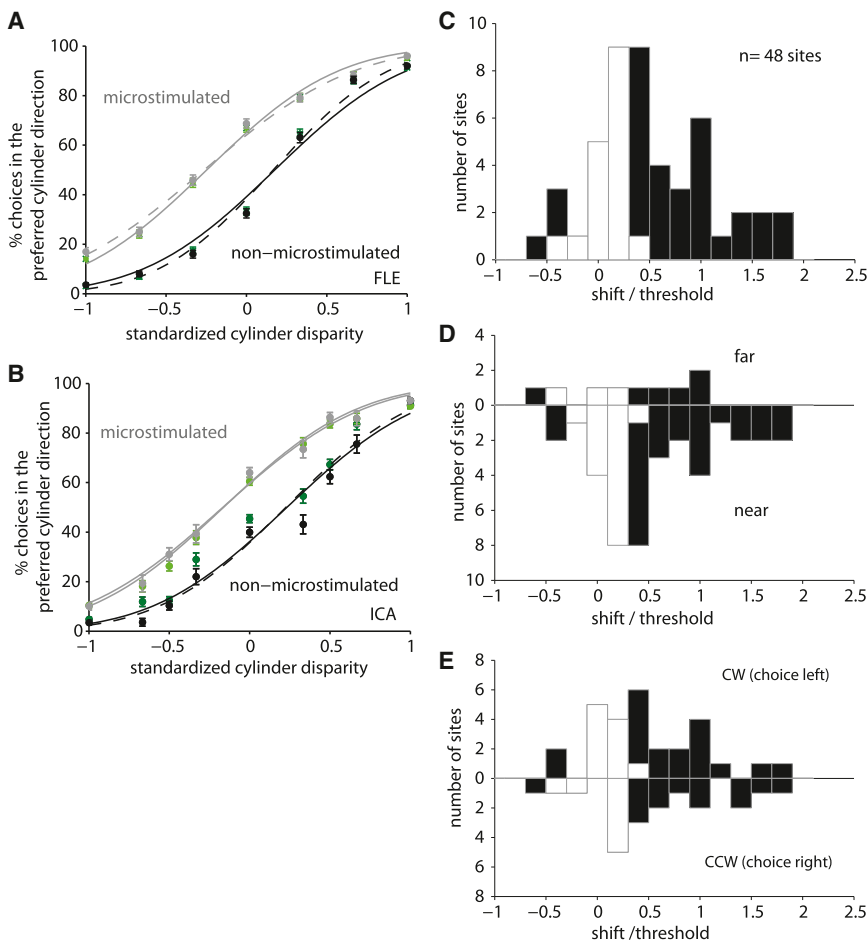 A
100
80
60
40
20
0
% choices in the
preferred cylinder direction
microstimulated
non−microstimulated
FLE
−1
−0.5
0
0.5
1
standardized cylinder disparity
B
100
80
60
40
20
0
% choices in the
preferred cylinder direction
microstimulated
non−microstimulated
ICA
−1
−0.5
0
0.5
1
standardized cylinder disparity
C
10
8
6
4
2
0
number of sites
n= 48 sites
−1
−0.5
0
0.5
1
1.5
2
2.5
shift / threshold
D
4
2
0
2
4
6
8
10
number of sites
far
near
−1
−0.5
0
0.5
1
1.5
2
2.5
shift / threshold
E
8
6
4
2
0
2
4
6
8
number of sites
CW (choice left)
CCW (choice right)
−1
−0.5
0
0.5
1
1.5
2
2.5
shift /threshold